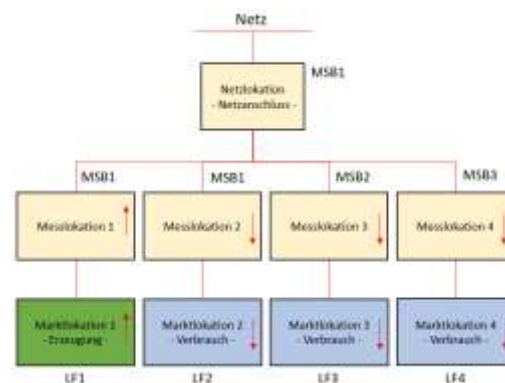 Netz
MSB1
Netzlokation
- Netzanschluss -
MSB1
MSB1
MSB2
MSB3
Messlokation 1
Messlokation 2
Messlokation 3
Messlokation 4
Marktlokation 1
- Erzeugung -
Marktlokation 2
- Verbrauch -
Marktlokation 3
- Verbrauch -
Marktlokation 4
- Verbrauch -
LF1
LF2
LF3
LF4